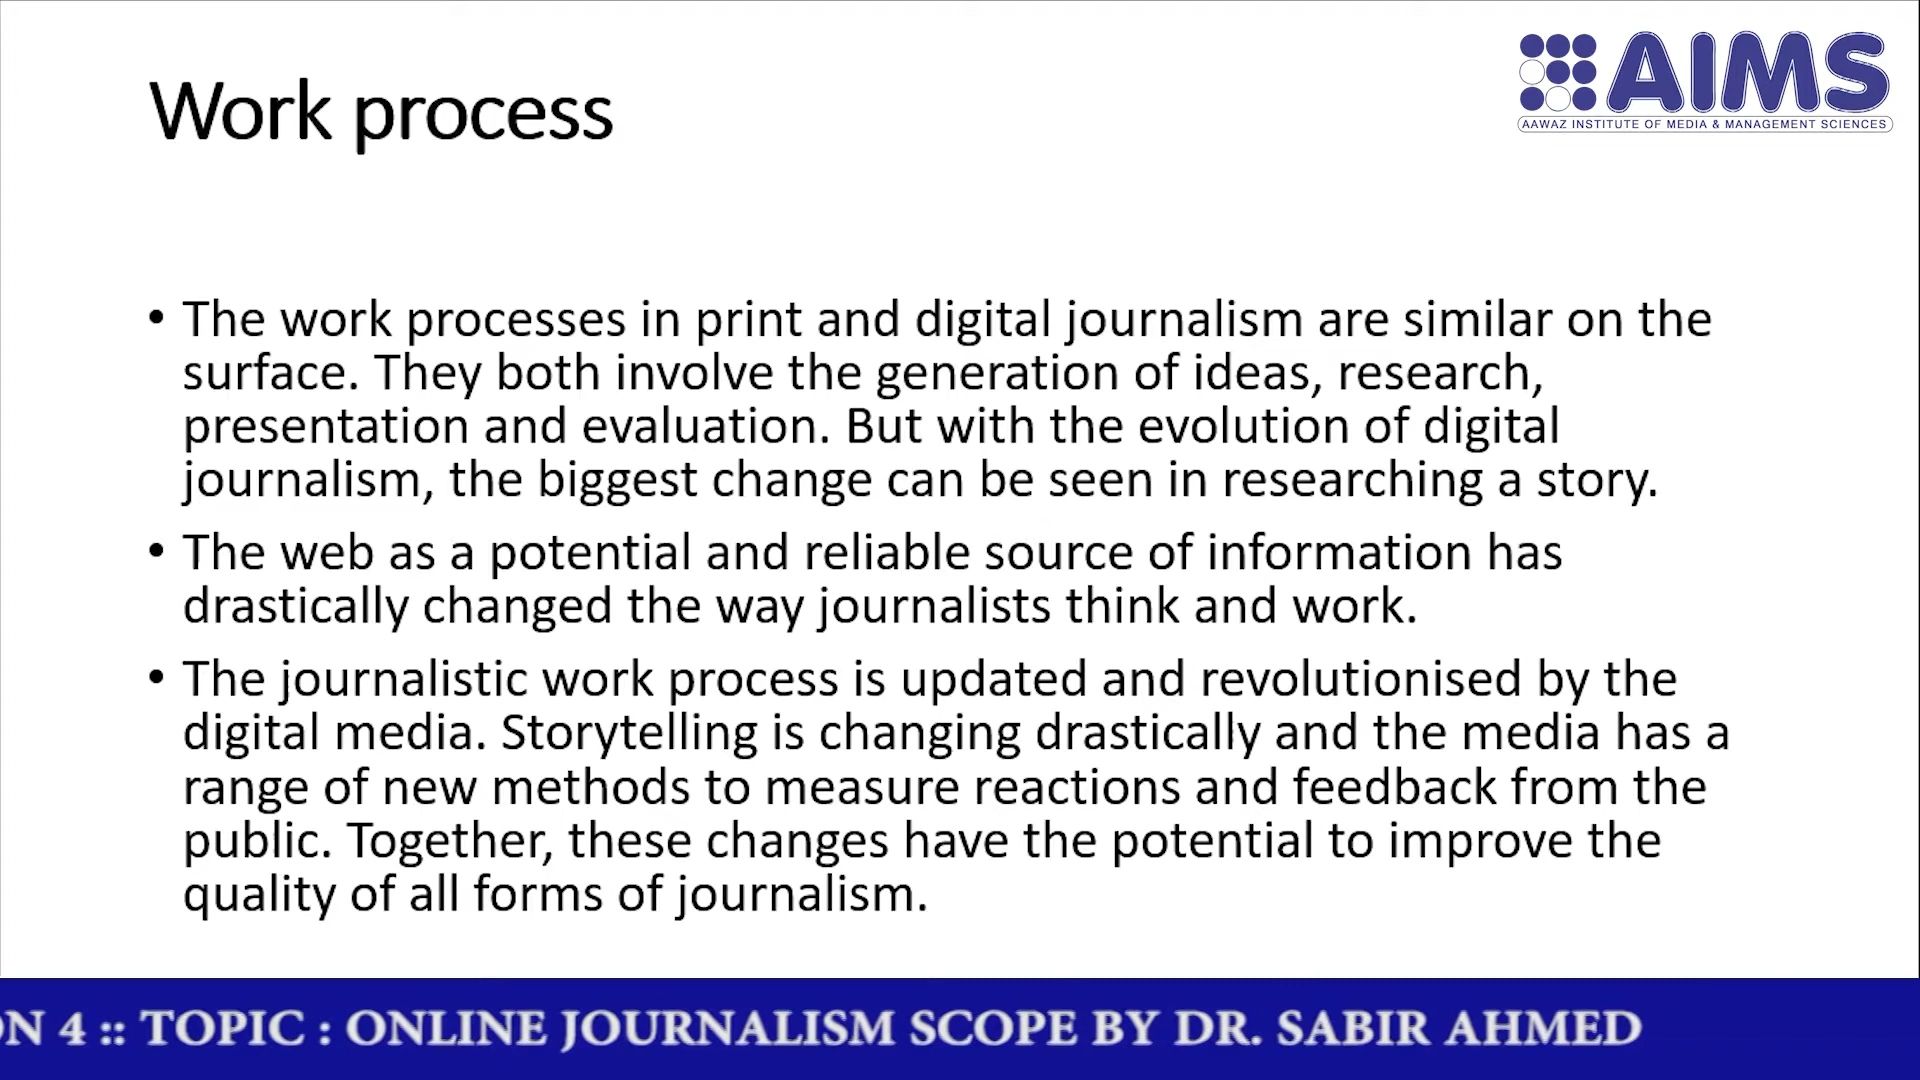 AIMS
AAWAZ INSTITUTE OF MEDIA & MANAGEMENT SCIENCES
Work process
• The work processes in print and digital journalism are similar on the
surface. They both involve the generation of ideas, research,
presentation and evaluation. But with the evolution of digital
journalism, the biggest change can be seen in researching a story.
• The web as a potential and reliable source of information has
drastically changed the way journalists think and work.
• The journalistic work process is updated and revolutionised by the
digital media. Storytelling is changing drastically and the media has a
range of new methods to measure reactions and feedback from the
public. Together, these changes have the potential to improve the
quality of all forms of journalism.
ON 4 :: TOPIC : ONLINE JOURNALISM SCOPE BY DR. SABIR AHMED